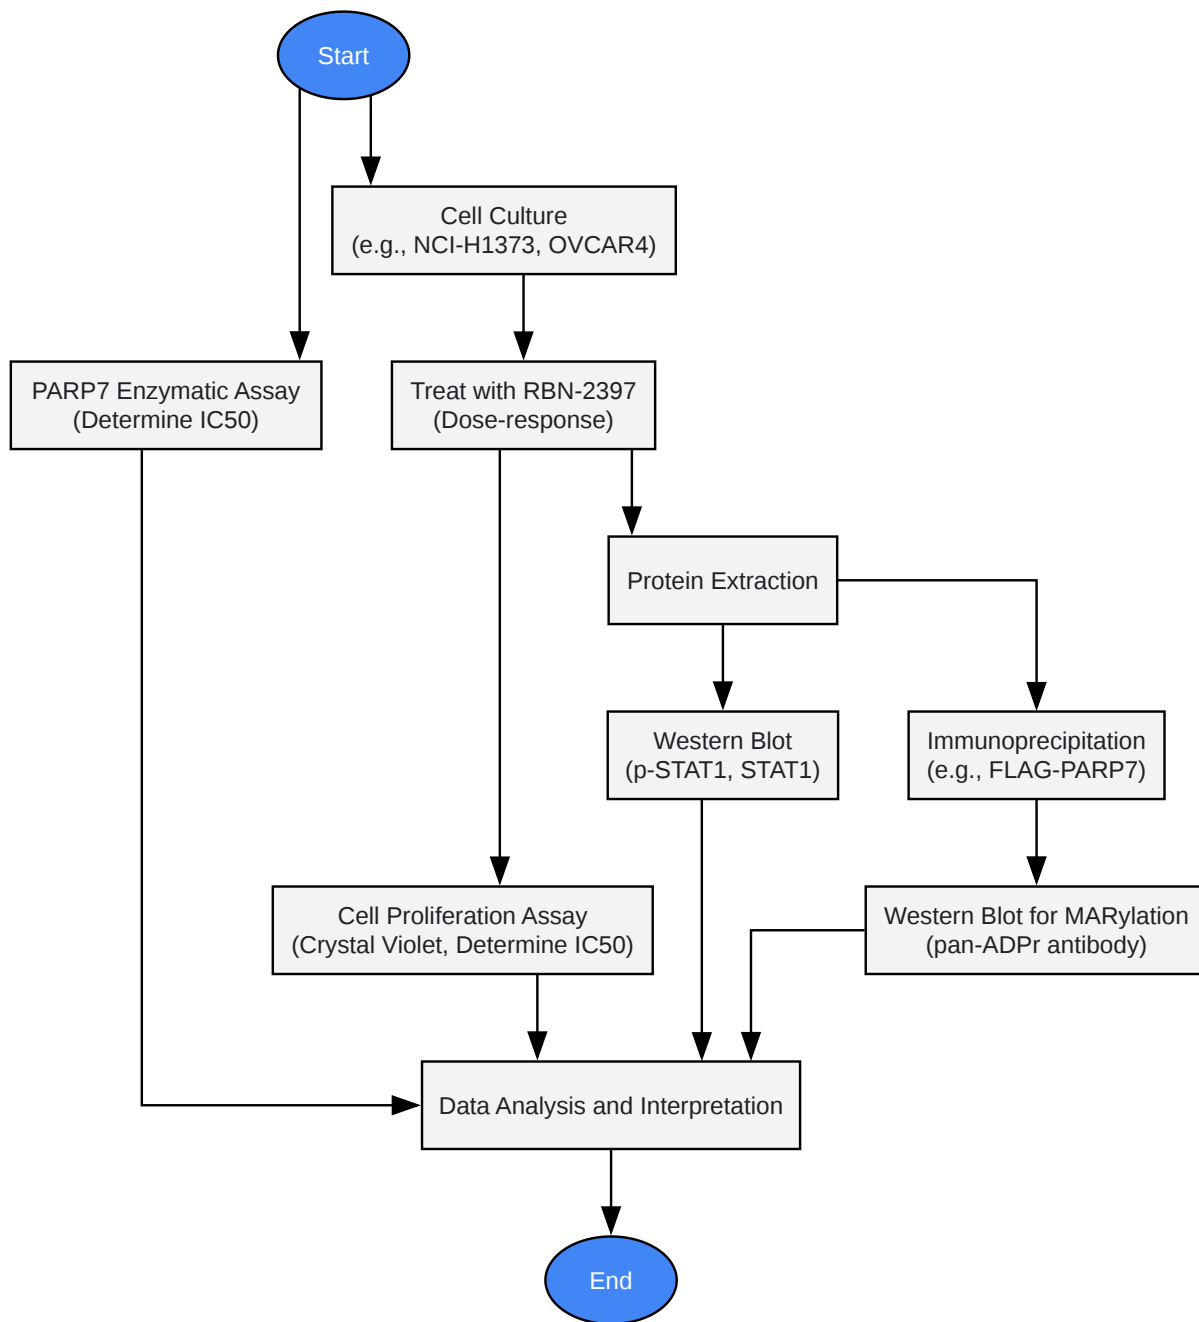 Start
Cell Culture
(e.g., NCI-H1373, OVCAR4)
PARP7 Enzymatic Assay
(Determine IC50)
Treat with RBN-2397
(Dose-response)
Protein Extraction
Western Blot
(p-STAT1, STAT1)
Immunoprecipitation
(e.g., FLAG-PARP7)
Cell Proliferation Assay
(Crystal Violet, Determine IC50)
Western Blot for MARylation
(pan-ADPr antibody)
Data Analysis and Interpretation
End